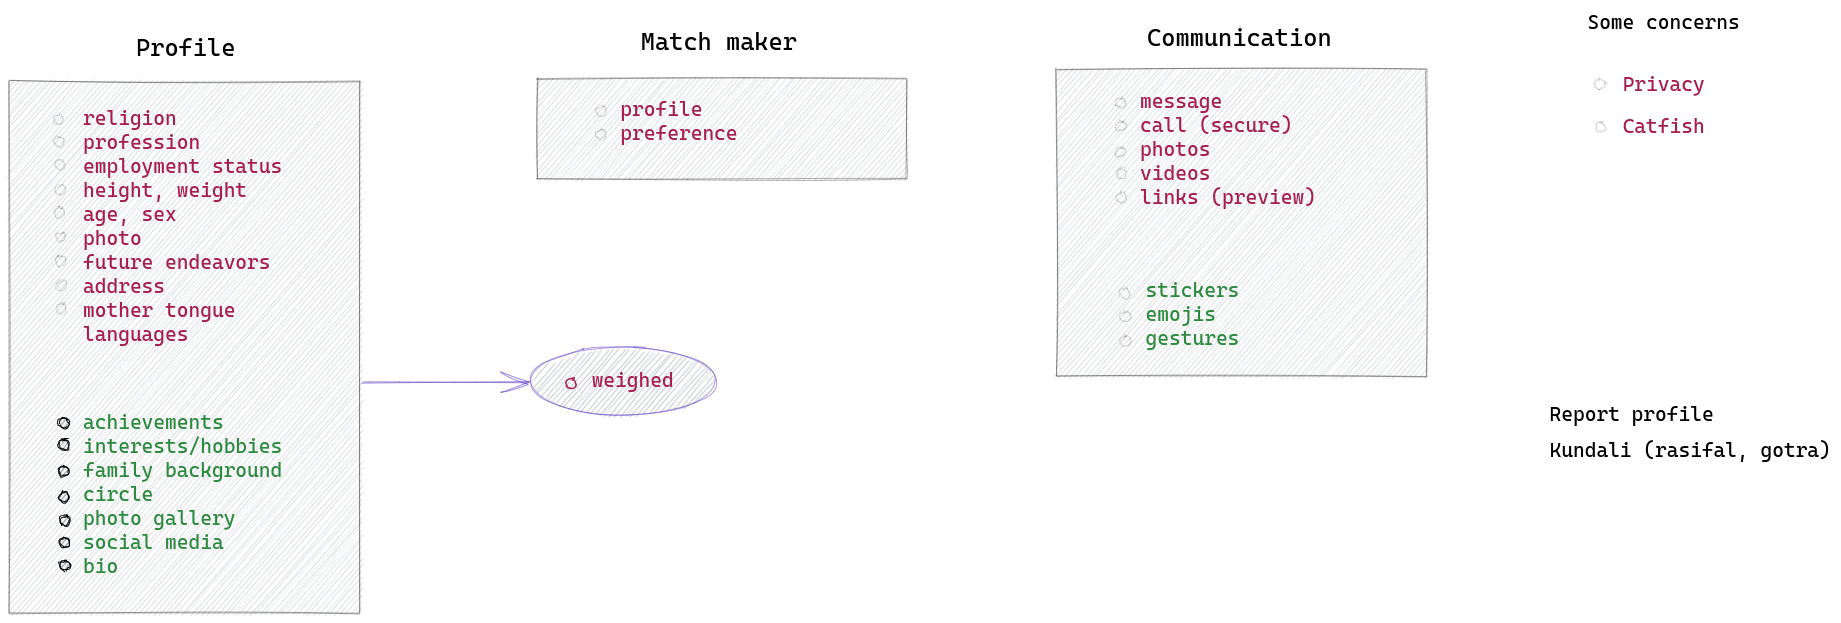 Profile
religion
profession
employment status
height, weight
age, sex
photo
future endeavors
address
mother tongue
languages
achievements
interests/hobbies
family background
circle
photo gallery
social media
bio
Match maker
profile
preference
weighed
Communication
message
call (secure)
photos
videos
links (preview)
stickers
emojis
gestures
Some concerns
Privacy
Catfish
Report profile
Kundali (rasifal, gotra)